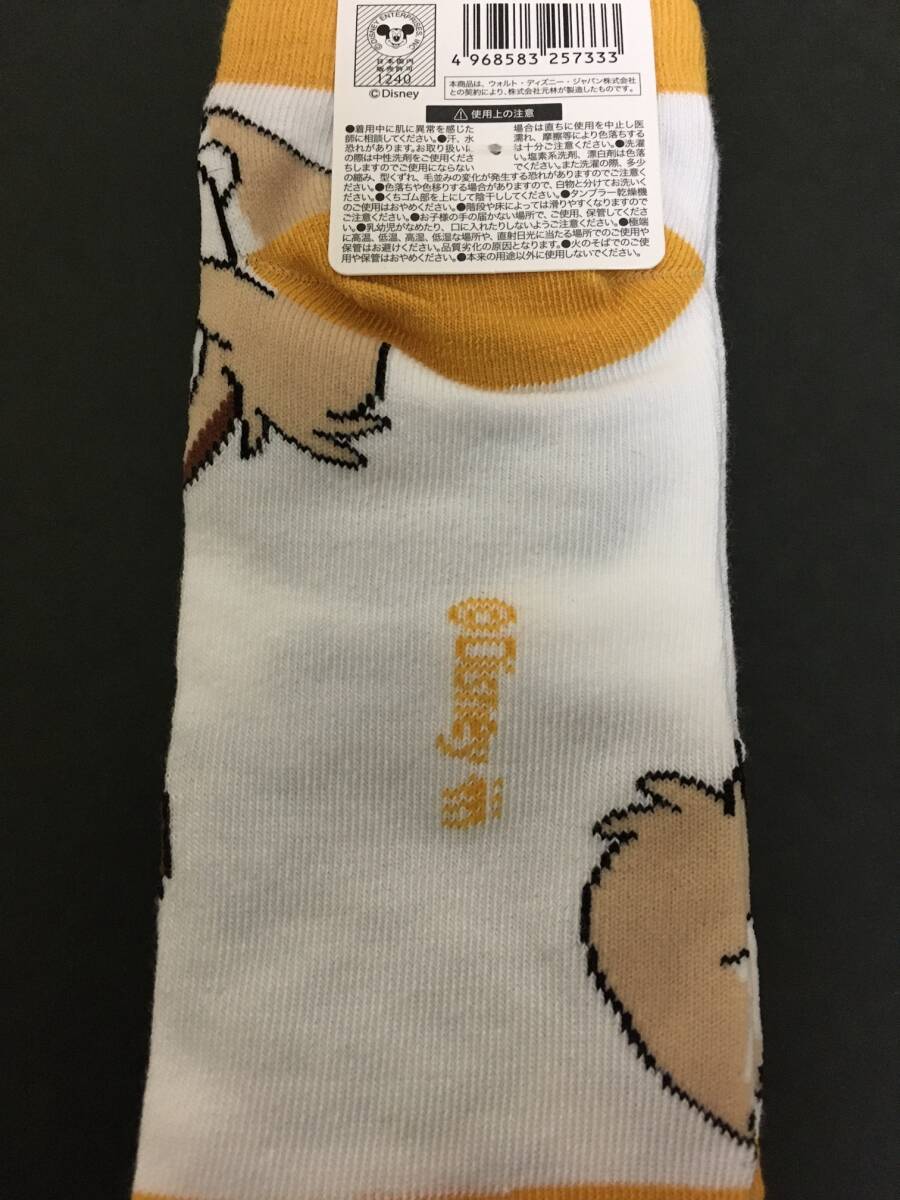 ©DISNEY ENTERPRISES, INC.
日本国内
販売許可
1240
©Disney
4 968583 257333
本商品は、ウォルト・ディズニー・ジャパン株式会社
との契約により、株式会社元林が製造したものです。
⚠ 使用上の注意
●着用中に肌に異常を感じた場合は直ちに使用を中止し医
師に相談してください。●汗、水濡れ、摩擦等により色落ちする
恐れがあります。お取り扱いには十分ご注意ください。●洗濯
の際は中性洗剤をご使用ください。塩素系洗剤、漂白剤は色落
ちしますのでご使用にならないでください。また洗濯の際、多少
の縮み、型くずれ、毛並みの変化が発生する恐れがありますのでご注意くだ
さい。●色落ちや色移りする場合がありますので、白物と分けてお洗いくだ
さい。●くちゴム部を上にして陰干ししてください。●タンブラー乾燥機
のご使用はおやめください。●階段や床によっては滑りやすくなりますので
ご注意ください。●お子様の手の届かない場所で、ご使用、保管してくださ
い。●乳幼児がなめたり、口に入れたりしないようご注意ください。●極端
に高温、低温、高湿、低湿な場所や、直射日光に当たる場所でのご使用や
保管はお避けください。品質劣化の原因となります。●火のそばでのご使
用や保管はおやめください。●本来の用途以外に使用しないでください。
©Disney